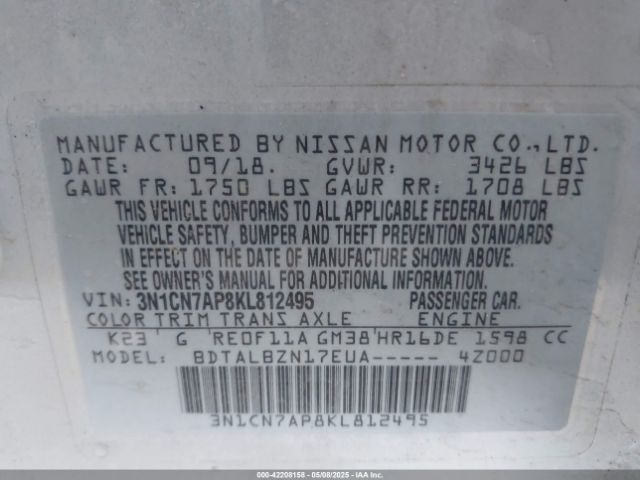 MANUFACTURED BY NISSAN MOTOR CO., LTD.
DATE: 09/18. GVWR: 3426 LBS
GAWR FR: 1750 LBS GAWR RR: 1708 LBS
THIS VEHICLE CONFORMS TO ALL APPLICABLE FEDERAL MOTOR
VEHICLE SAFETY, BUMPER AND THEFT PREVENTION STANDARDS
IN EFFECT ON THE DATE OF MANUFACTURE SHOWN ABOVE.
SEE OWNER'S MANUAL FOR ADDITIONAL INFORMATION.
VIN: 3N1CN7AP8KL812495 PASSENGER CAR.
COLOR TRIM TRANS AXLE ENGINE
K23 G RE0F11A GM38 HR16DE 1598 CC
MODEL: BDTALBZN17EUA----- 4Z000
3N1CN7AP8KL812495
000-42208158 - 05/08/2025 - IAAI.com